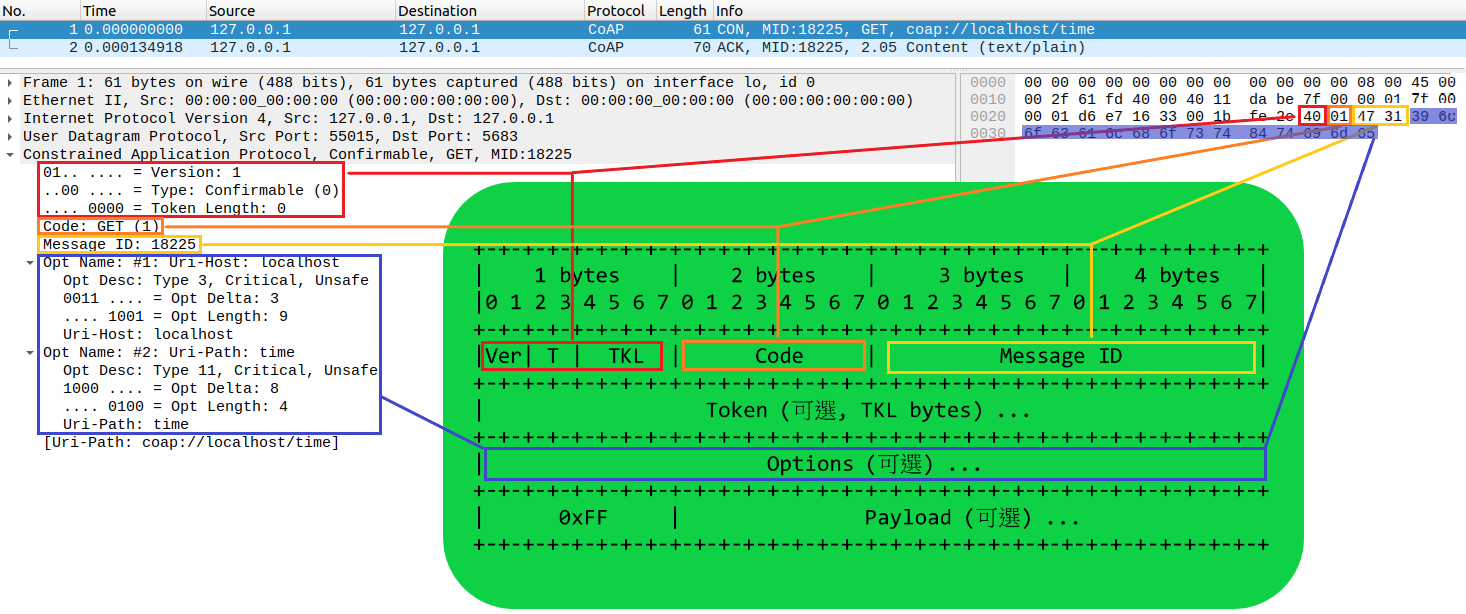 No. Time Source Destination Protocol Length Info
1 0.000000000 127.0.0.1 127.0.0.1 CoAP 61 CON, MID:18225, GET, coap://localhost/time
2 0.000134918 127.0.0.1 127.0.0.1 CoAP 70 ACK, MID:18225, 2.05 Content (text/plain)
Frame 1: 61 bytes on wire (488 bits), 61 bytes captured (488 bits) on interface lo, id 0
Ethernet II, Src: 00:00:00_00:00:00 (00:00:00:00:00:00), Dst: 00:00:00_00:00:00 (00:00:00:00:00:00)
Internet Protocol Version 4, Src: 127.0.0.1, Dst: 127.0.0.1
User Datagram Protocol, Src Port: 55015, Dst Port: 5683
Constrained Application Protocol, Confirmable, GET, MID:18225
01.. .... = Version: 1
..00 .... = Type: Confirmable (0)
.... 0000 = Token Length: 0
Code: GET (1)
Message ID: 18225
Opt Name: #1: Uri-Host: localhost
Opt Desc: Type 3, Critical, Unsafe
0011 .... = Opt Delta: 3
.... 1001 = Opt Length: 9
Uri-Host: localhost
Opt Name: #2: Uri-Path: time
Opt Desc: Type 11, Critical, Unsafe
1000 .... = Opt Delta: 8
.... 0100 = Opt Length: 4
Uri-Path: time
[Uri-Path: coap://localhost/time]
0000 00 00 00 00 00 00 00 00 00 00 00 00 08 00 45 00
0010 00 2f 61 fd 40 00 40 11 da be 7f 00 00 01 7f 00
0020 00 01 d6 e7 16 33 00 1b fe 2e 40 01 47 31 39 6c
0030 6f 63 61 6c 68 6f 73 74 84 74 69 6d 65
+-+-+-+-+-+-+-+-+-+-+-+-+-+-+-+-+-+-+-+-+-+-+-+-+-+-+-+-+-+-+-+-+
| 1 bytes | 2 bytes | 3 bytes | 4 bytes |
|0 1 2 3 4 5 6 7 0 1 2 3 4 5 6 7 0 1 2 3 4 5 6 7 0 1 2 3 4 5 6 7|
+-+-+-+-+-+-+-+-+-+-+-+-+-+-+-+-+-+-+-+-+-+-+-+-+-+-+-+-+-+-+-+-+
|Ver| T | TKL | Code | Message ID |
+-+-+-+-+-+-+-+-+-+-+-+-+-+-+-+-+-+-+-+-+-+-+-+-+-+-+-+-+-+-+-+-+
| Token (可選, TKL bytes) ...
+-+-+-+-+-+-+-+-+-+-+-+-+-+-+-+-+-+-+-+-+-+-+-+-+-+-+-+-+-+-+-+-+
| Options (可選) ...
+-+-+-+-+-+-+-+-+-+-+-+-+-+-+-+-+-+-+-+-+-+-+-+-+-+-+-+-+-+-+-+-+
| 0xFF | Payload (可選) ...
+-+-+-+-+-+-+-+-+-+-+-+-+-+-+-+-+-+-+-+-+-+-+-+-+-+-+-+-+-+-+-+-+